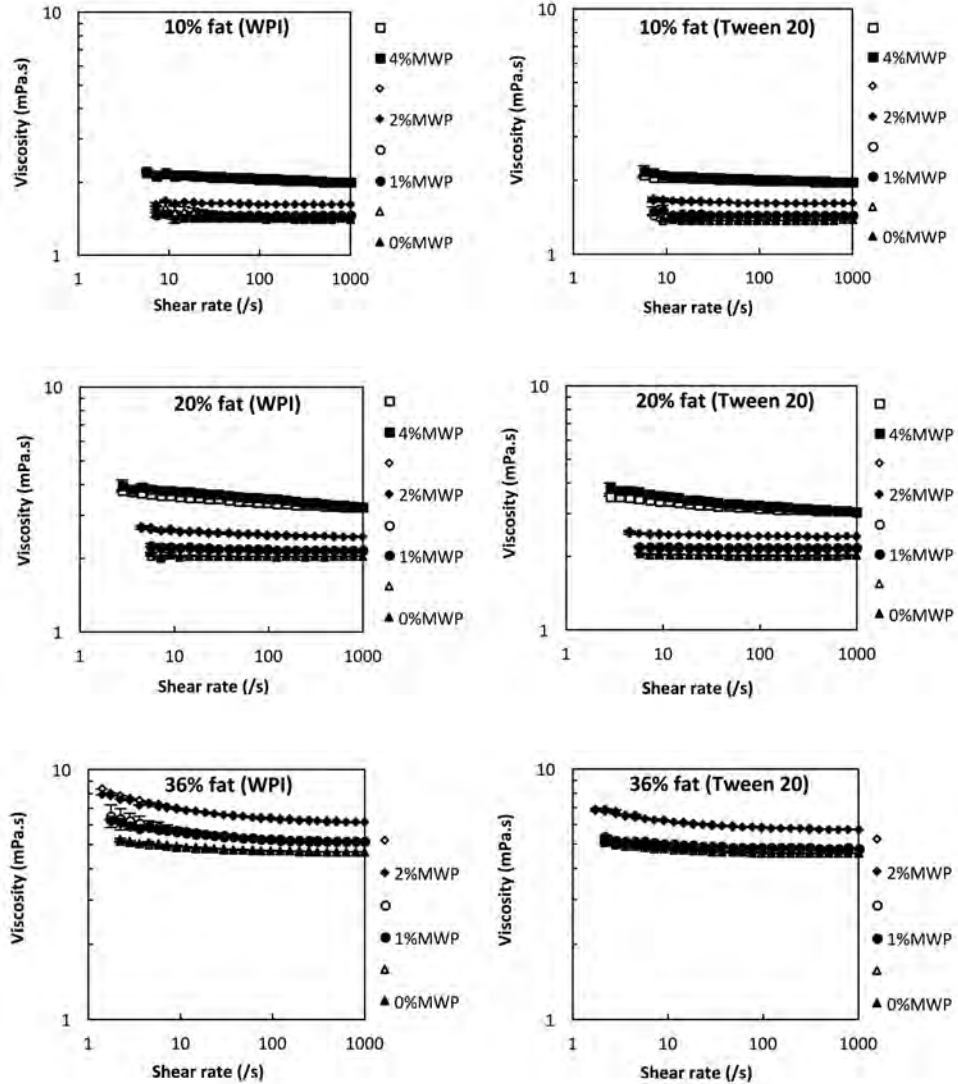 10% fat (WPI)
Viscosity (mPa.s)
10
1
1 10 100 1000
Shear rate (/s)
4%MWP
2%MWP
1%MWP
0%MWP
10% fat (Tween 20)
Viscosity (mPa.s)
10
1
1 10 100 1000
Shear rate (/s)
4%MWP
2%MWP
1%MWP
0%MWP
20% fat (WPI)
Viscosity (mPa.s)
10
1
1 10 100 1000
Shear rate (/s)
4%MWP
2%MWP
1%MWP
0%MWP
20% fat (Tween 20)
Viscosity (mPa.s)
10
1
1 10 100 1000
Shear rate (/s)
4%MWP
2%MWP
1%MWP
0%MWP
36% fat (WPI)
Viscosity (mPa.s)
10
1
1 10 100 1000
Shear rate (/s)
2%MWP
1%MWP
0%MWP
36% fat (Tween 20)
Viscosity (mPa.s)
10
1
1 10 100 1000
Shear rate (/s)
2%MWP
1%MWP
0%MWP